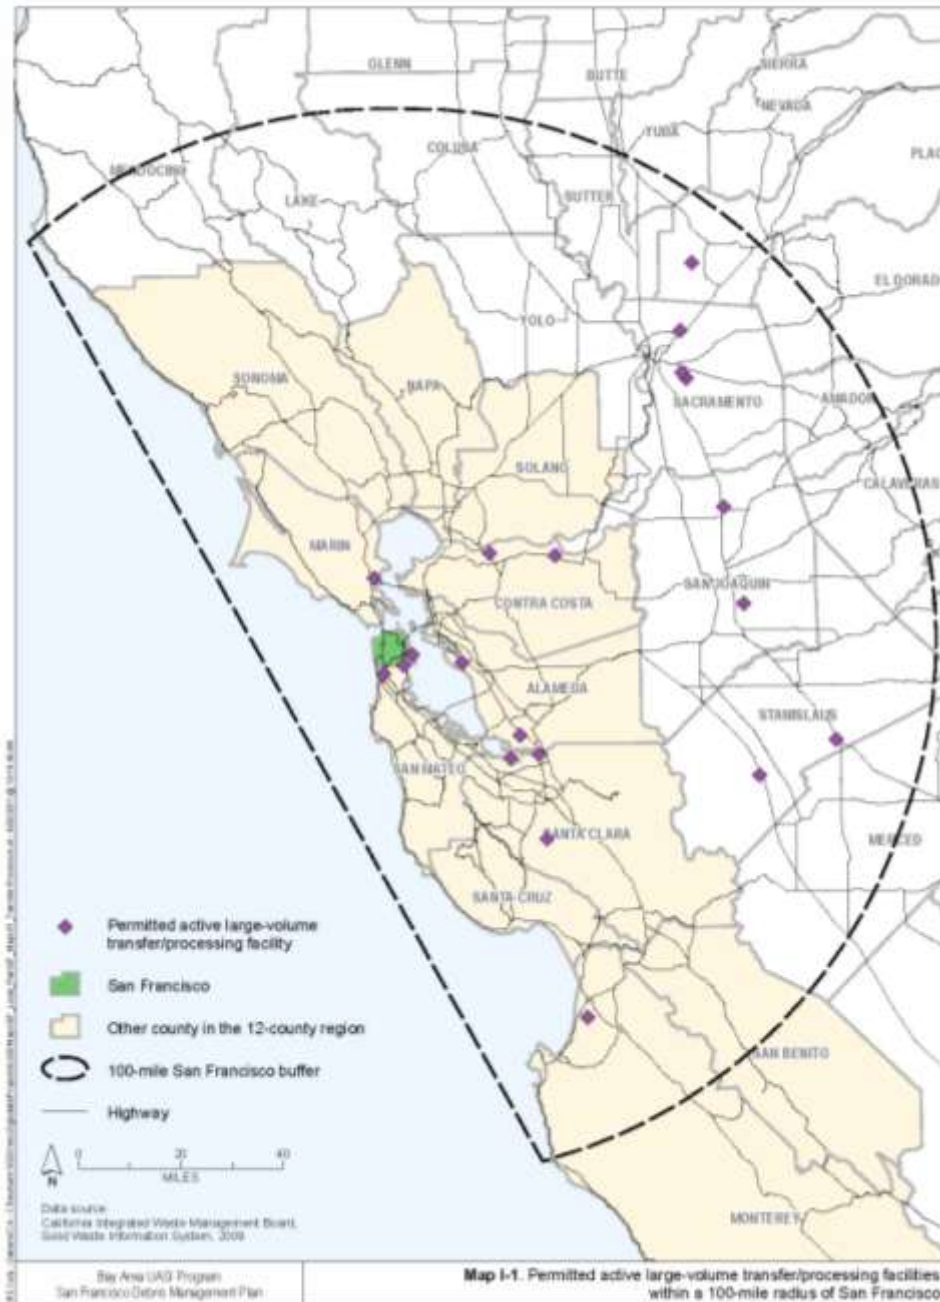 GLENN
BUTTE
SIERRA
NEVADA
YUBA
COLUSA
PLAC
MENDOCINO
LAKE
SUTTER
EL DORADO
YOLO
SONOMA
NAPA
SACRAMENTO
AMADOR
SOLANO
CALAVERAS
MARIN
SAN JOAQUIN
CONTRA COSTA
ALAMEDA
STANISLAUS
SAN MATEO
SANTA CLARA
MERCED
SANTA CRUZ
Permitted active large-volume
transfer/processing facility
San Francisco
Other county in the 12-county region
100-mile San Francisco buffer
SAN BENITO
Highway
N
0 20 40
MILES
MONTEREY
Data source:
California Integrated Waste Management Board,
Solid Waste Information System, 2009
Bay Area UASI Program
San Francisco Debris Management Plan
Map I-1. Permitted active large-volume transfer/processing facilities
within a 100-mile radius of San Francisco